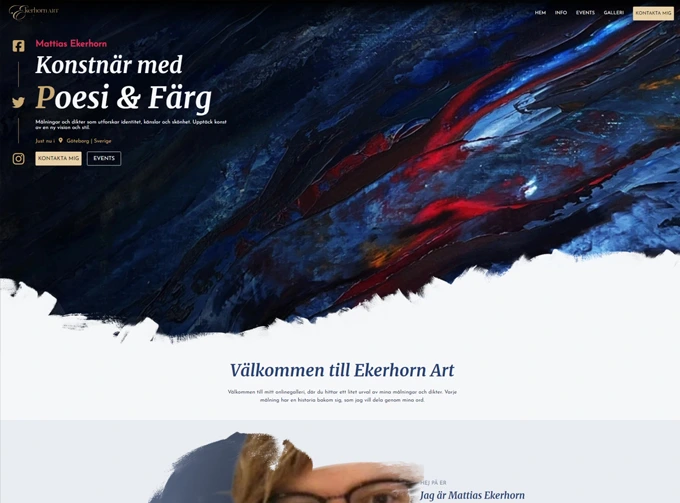 Ekerhorn Art
HEM INFO EVENTS GALLERI KONTAKTA MIG
Mattias Ekerhorn
Konstnär med
Poesi & Färg
Målningar och dikter som utforskar identitet, känslor och skönhet. Upptäck konst
av en ny vision och stil.
Just nu i Göteborg | Sverige
KONTAKTA MIG EVENTS
Välkommen till Ekerhorn Art
Välkommen till mitt onlinegalleri, där du hittar ett litet urval av mina målningar och dikter. Varje
målning har en historia bakom sig, som jag vill dela genom mina ord.
HEJ PÅ ER
Jag är Mattias Ekerhorn